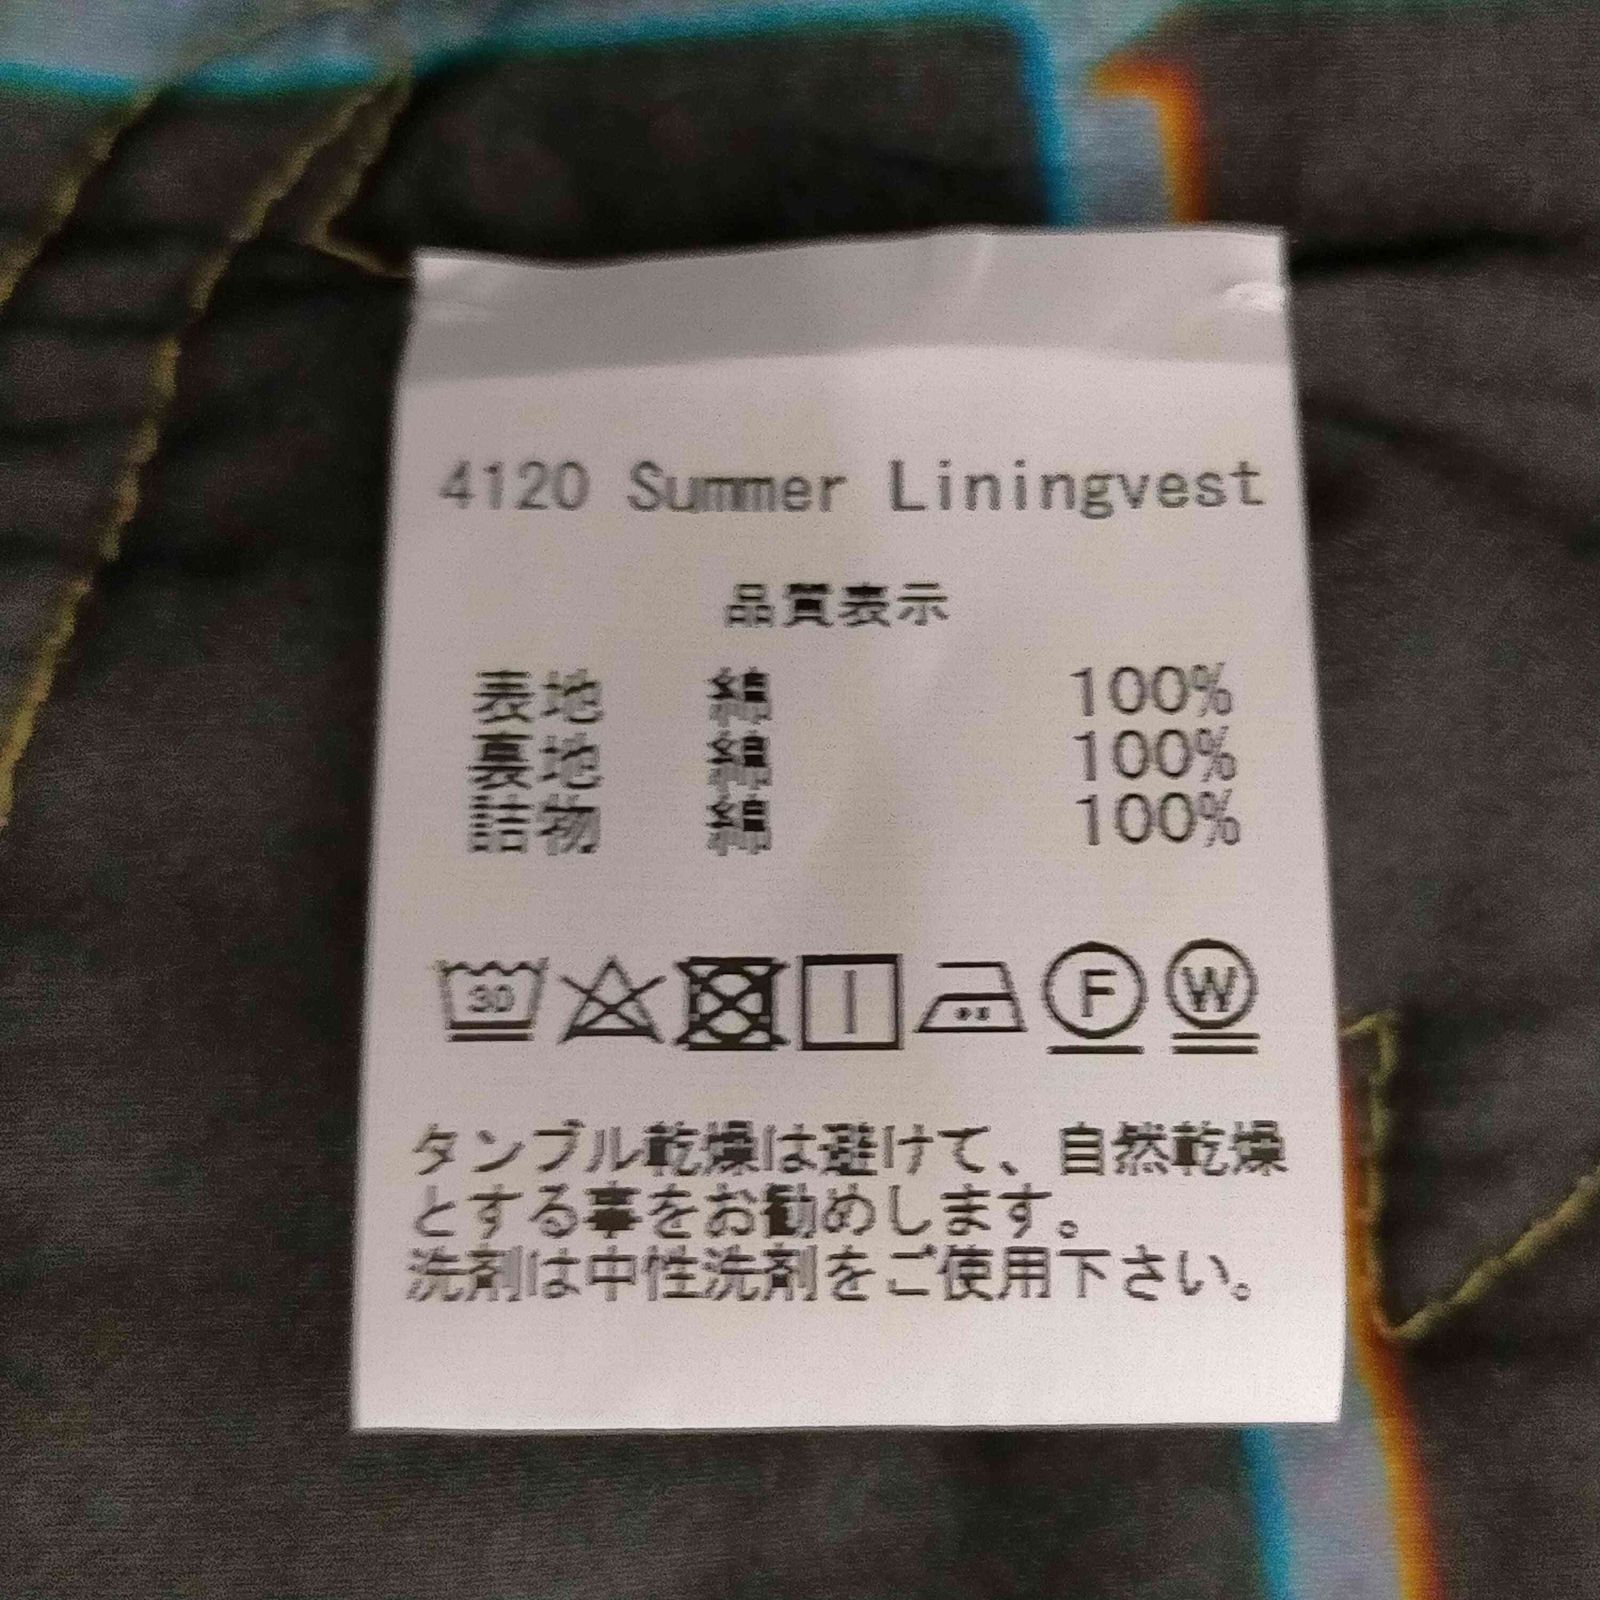 4120 Summer Liningvest
品質表示
表地 綿 100%
裏地 綿 100%
詰物 綿 100%
30 F W
タンブル乾燥は避けて、自然乾燥
とする事をお勧めします。
洗剤は中性洗剤をご使用下さい。